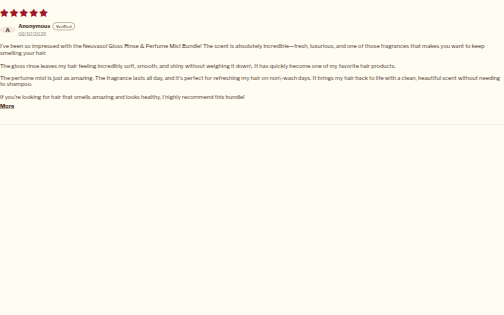 Anonymous Verified
A
I've been so impressed with the Neuvasol Gloss Rinse & Perfume Mist Bundle! The scent is absolutely incredible—fresh, luxurious, and one of those fragrances that makes you want to keep
smelling your hair.
The gloss rinse leaves my hair feeling incredibly soft, smooth, and shiny without weighing it down\. It has quickly become one of my favorite hair products.
The perfume mist is just as amazing. The fragrance lasts all day, and it's perfect for refreshing my hair on non\-wash days. It brings my hair back to life with a clean, beautiful scent without needing
to shampoo.
If you're looking for hair that smells amazing and looks healthy, I highly recommend this bundle!
More